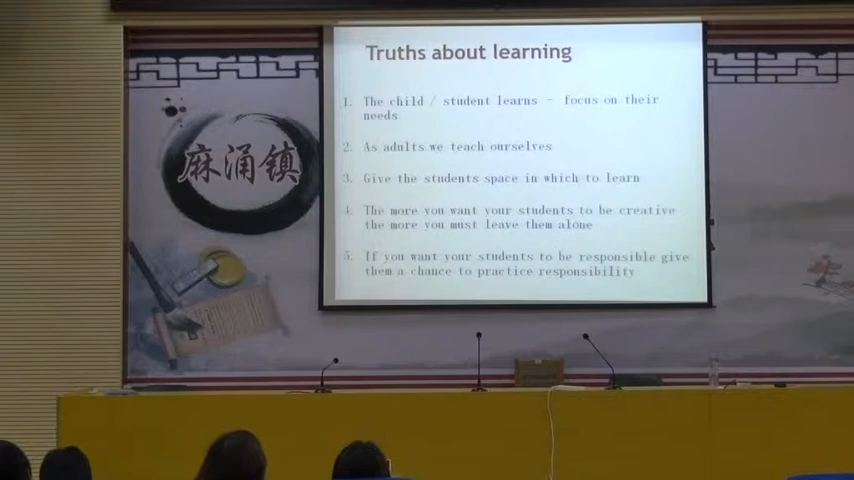 Truths about learning
1. The child / student learns - focus on their
needs
2. As adults we teach ourselves
3. Give the students space in which to learn
4. The more you want your students to be creative
the more you must leave them alone
5. If you want your students to be responsible give
them a chance to practice responsibility
麻涌镇